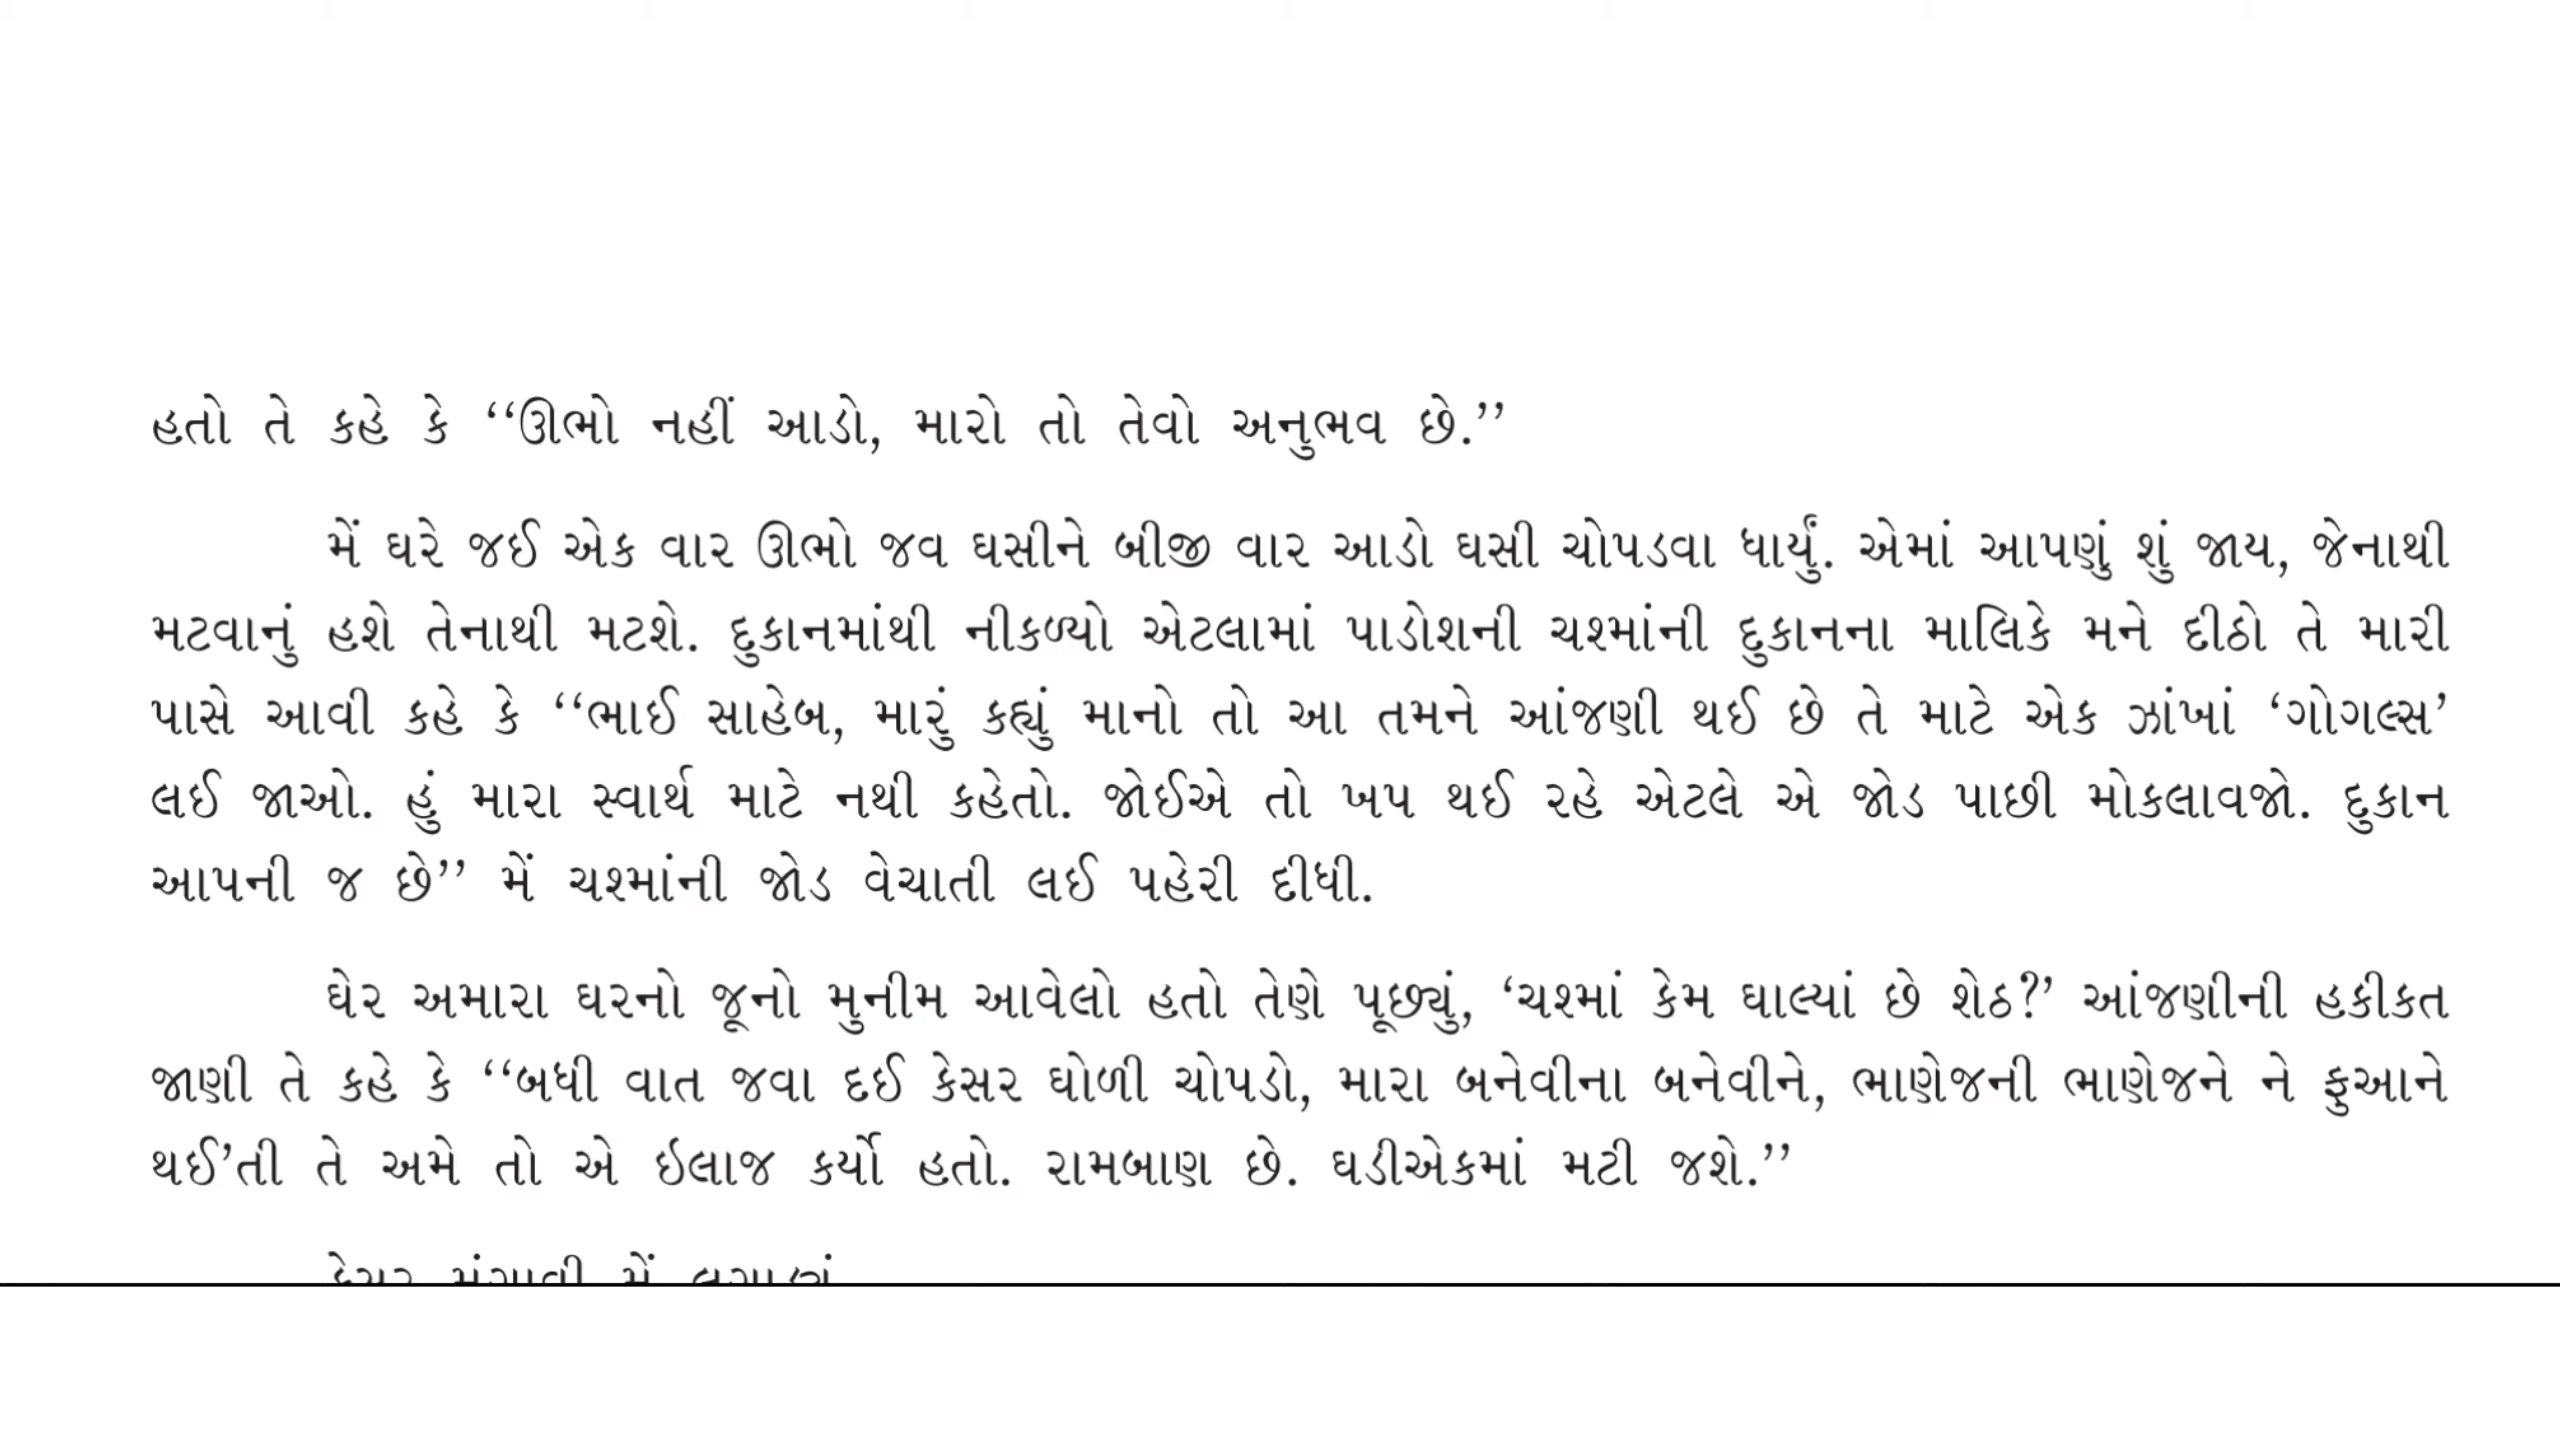 હતો તે કહે કે ‘‘ઊભો નહીં આડો, મારો તો તેવો અનુભવ છે.’’
મેં ઘરે જઈ એક વાર ઊભો જવ ઘસીને બીજી વાર આડો ઘસી ચોપડવા ધાર્યું. એમાં આપણું શું જાય, જેનાથી
મટવાનું હશે તેનાથી મટશે. દુકાનમાંથી નીકળ્યો એટલામાં પાડોશની ચશ્માંની દુકાનના માલિકે મને દીઠો તે મારી
પાસે આવી કહે કે ‘‘ભાઈ સાહેબ, મારું કહ્યું માનો તો આ તમને આંજણી થઈ છે તે માટે એક ઝાંખાં ‘ગોગલ્સ’
લઈ જાઓ. હું મારા સ્વાર્થ માટે નથી કહેતો. જોઈએ તો ખપ થઈ રહે એટલે એ જોડ પાછી મોકલાવજો. દુકાન
આપની જ છે’’ મેં ચશ્માંની જોડ વેચાતી લઈ પહેરી દીધી.
ઘેર અમારા ઘરનો જૂનો મુનીમ આવેલો હતો તેણે પૂછ્યું, ‘ચશ્માં કેમ ઘાલ્યાં છે શેઠ?’ આંજણીની હકીકત
જાણી તે કહે કે ‘‘બધી વાત જવા દઈ કેસર ઘોળી ચોપડો, મારા બનેવીના બનેવીને, ભાણેજની ભાણેજને ને ફુઆને
થઈ’તી તે અમે તો એ ઇલાજ કર્યો હતો. રામબાણ છે. ઘડીએકમાં મટી જશે.’’